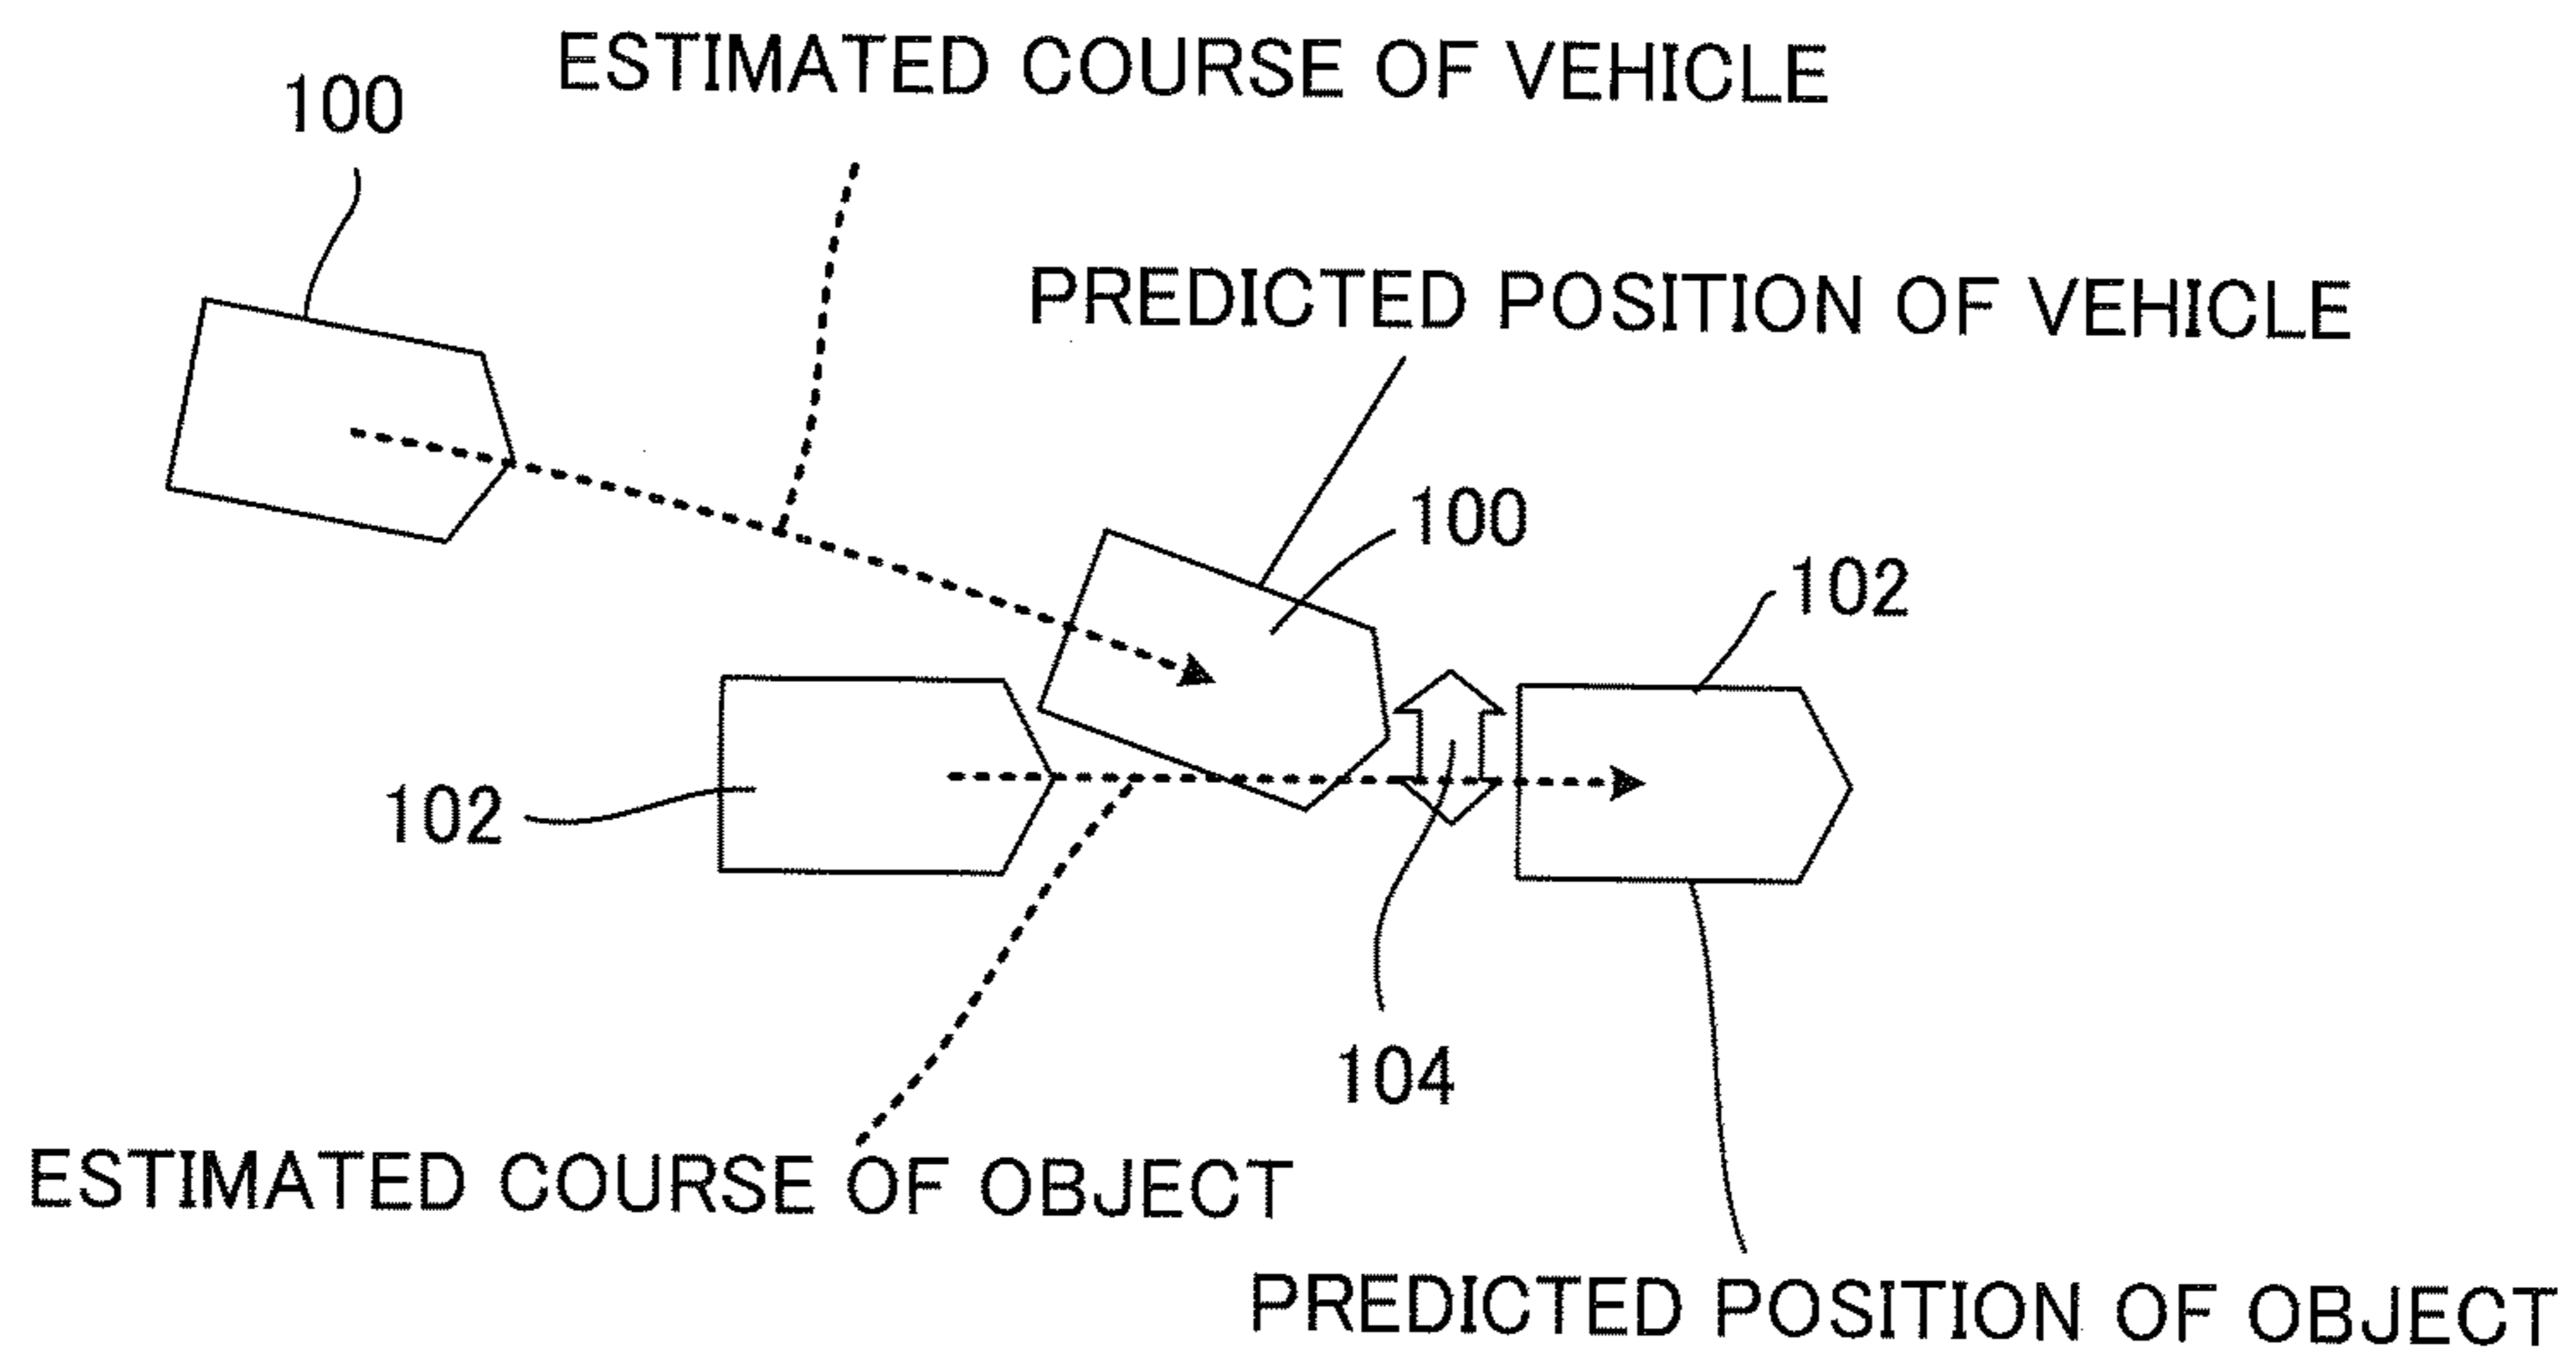 ESTIMATED COURSE OF VEHICLE
100
PREDICTED POSITION OF VEHICLE
100
102
102
104
ESTIMATED COURSE OF OBJECT
PREDICTED POSITION OF OBJECT